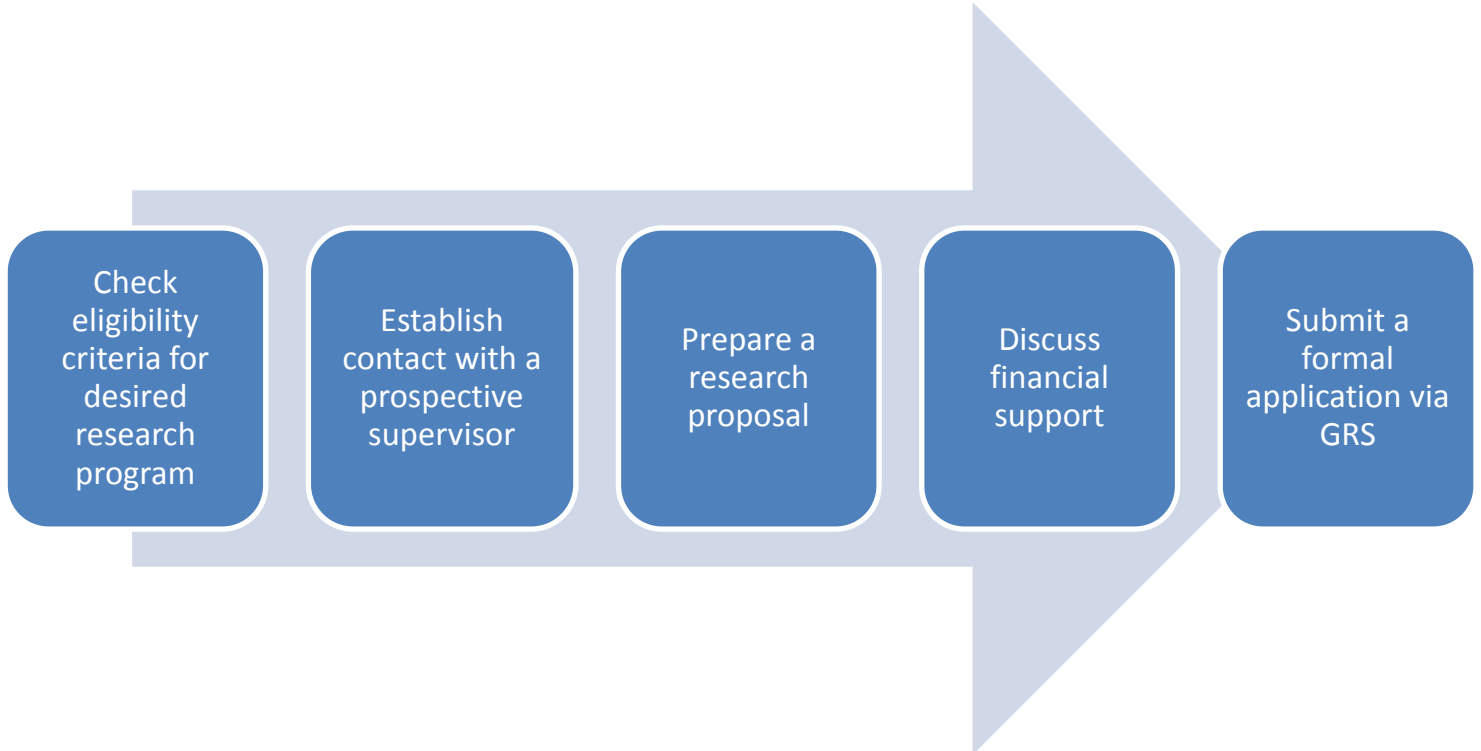 Check
eligibility
criteria for
desired
research
program
Establish
contact with a
prospective
supervisor
Prepare a
research
proposal
Discuss
financial
support
Submit a
formal
application via
GRS